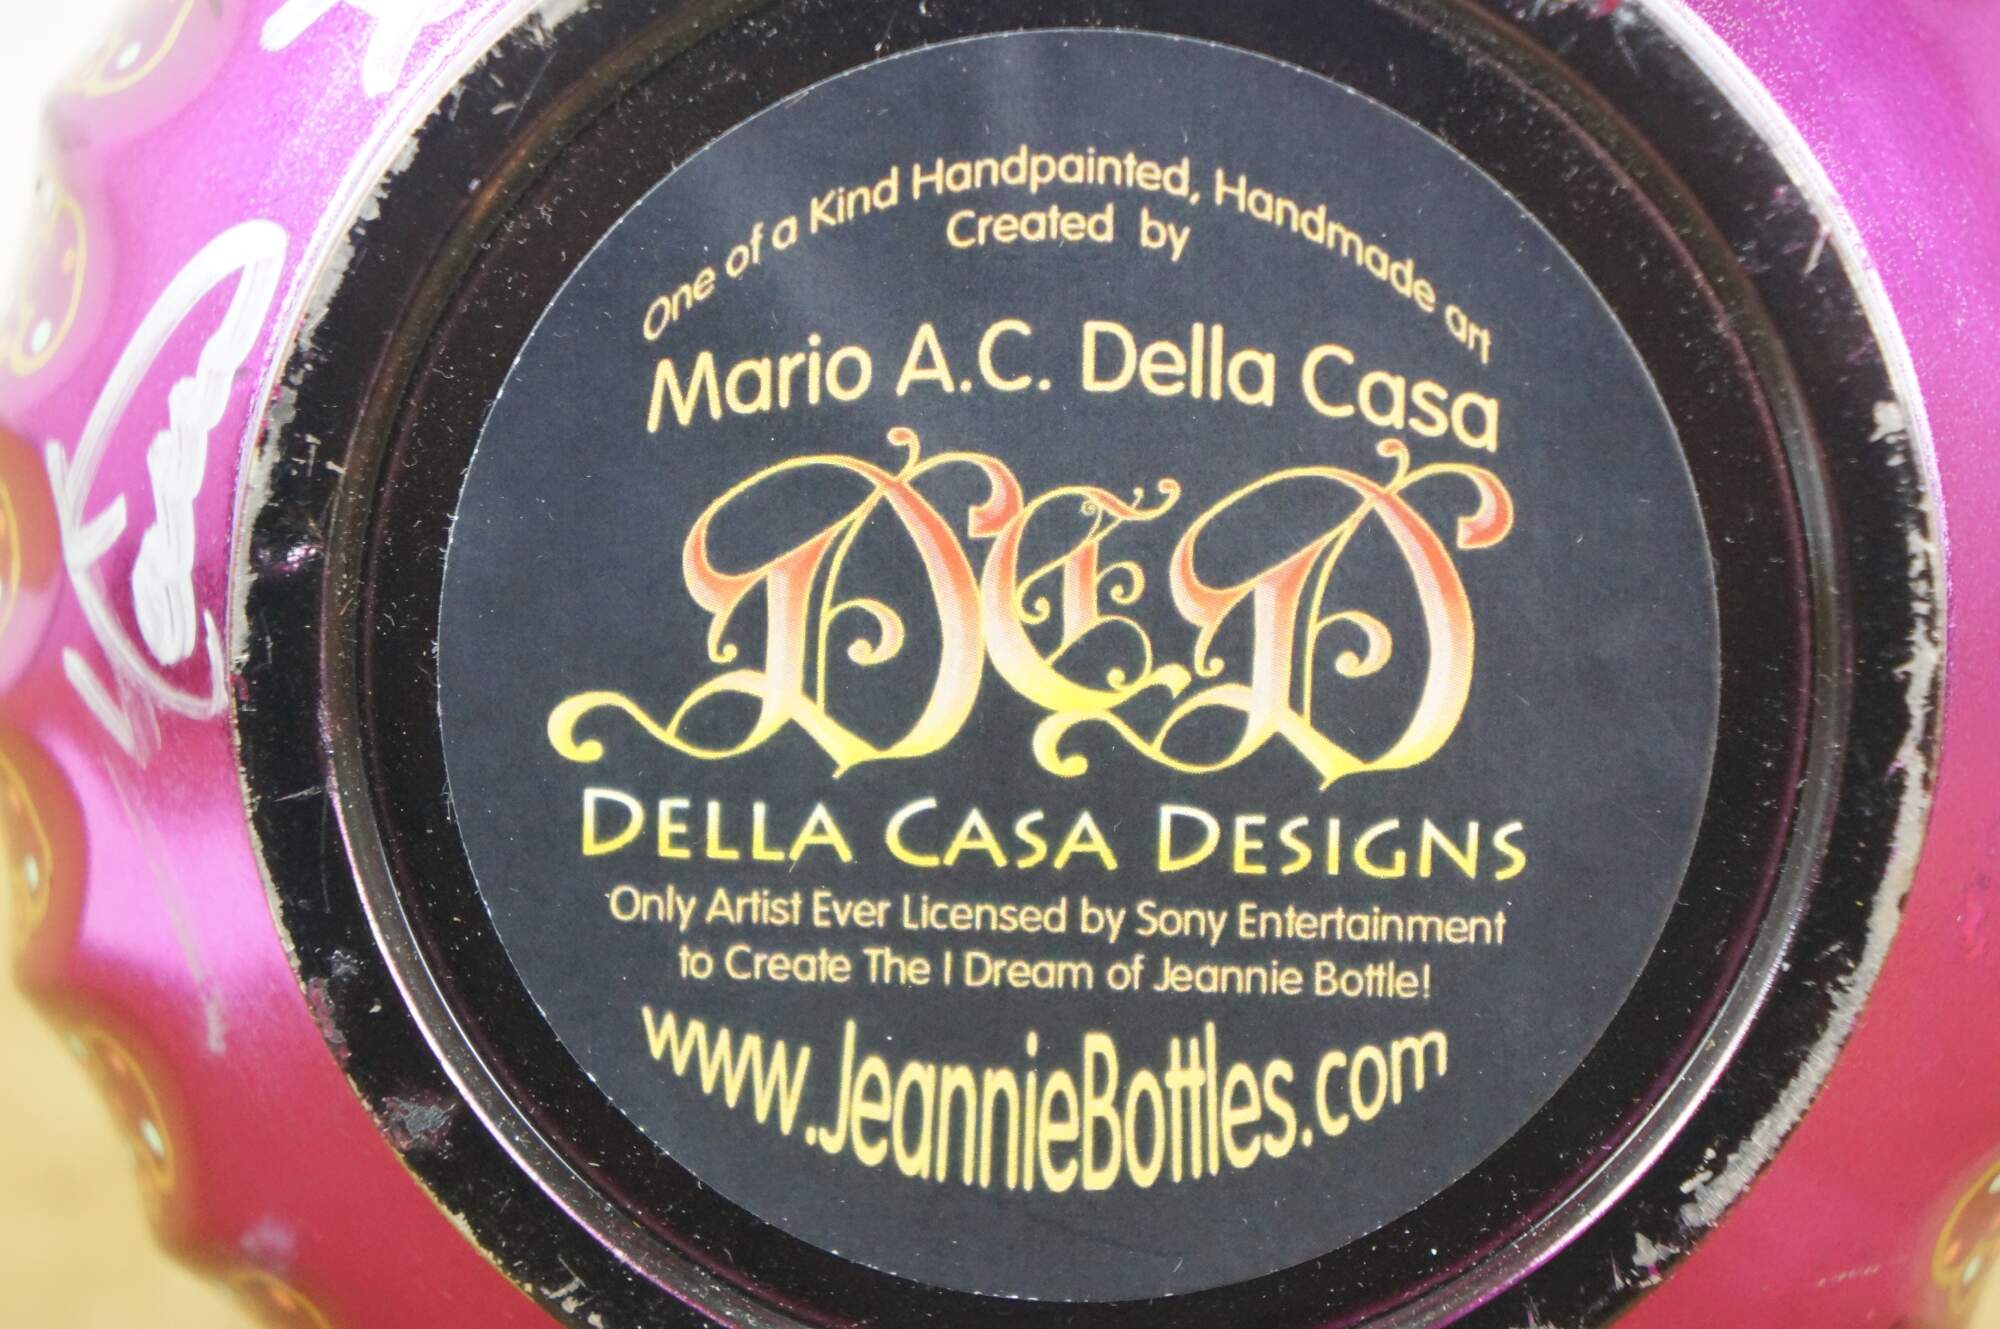 One of a Kind Handpainted, Handmade art
Created by
Mario A.C. Della Casa
DCD
DELLA CASA DESIGNS
Only Artist Ever Licensed by Sony Entertainment
to Create The I Dream of Jeannie Bottle!
www.JeannieBottles.com